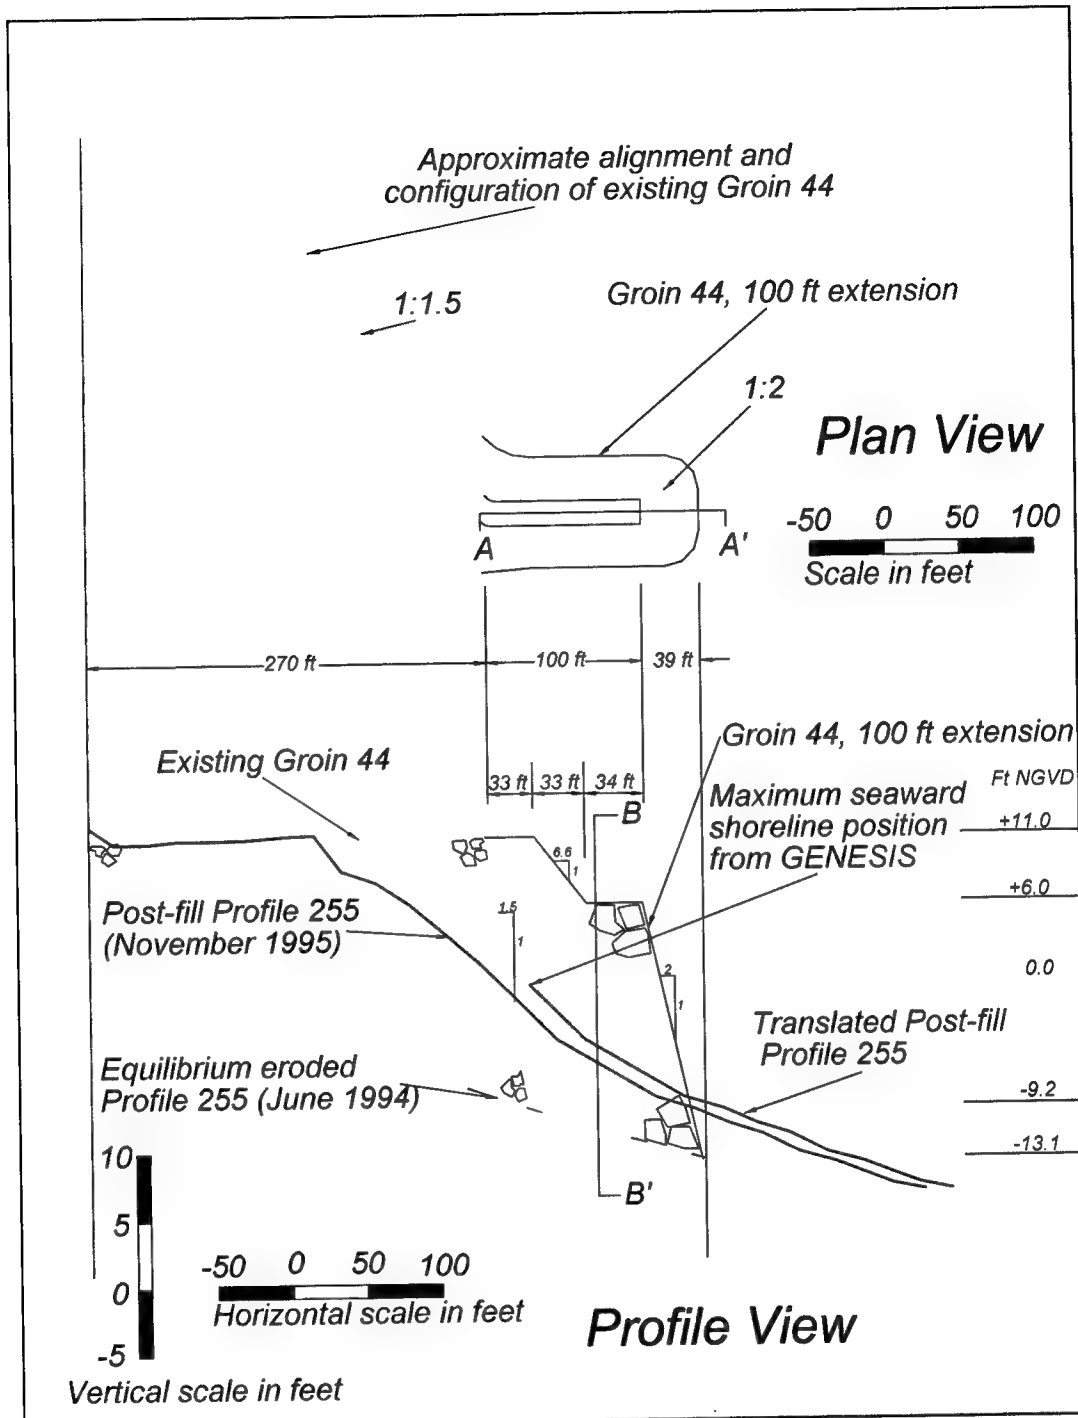 Approximate alignment and
configuration of existing Groin 44
1:1.5
Groin 44, 100 ft extension
1:2
Plan View
-50 0 50 100
Scale in feet
A
A'
270 ft
100 ft
39 ft
Existing Groin 44
Groin 44, 100 ft extension
33 ft
33 ft
34 ft
Ft NGVD
B
Maximum seaward
shoreline position
from GENESIS
+11.0
6.6
1
+6.0
Post-fill Profile 255
(November 1995)
1.5
1
0.0
2
1
Translated Post-fill
Profile 255
Equilibrium eroded
Profile 255 (June 1994)
-9.2
-13.1
B'
10
5
0
-5
Vertical scale in feet
-50 0 50 100
Horizontal scale in feet
Profile View